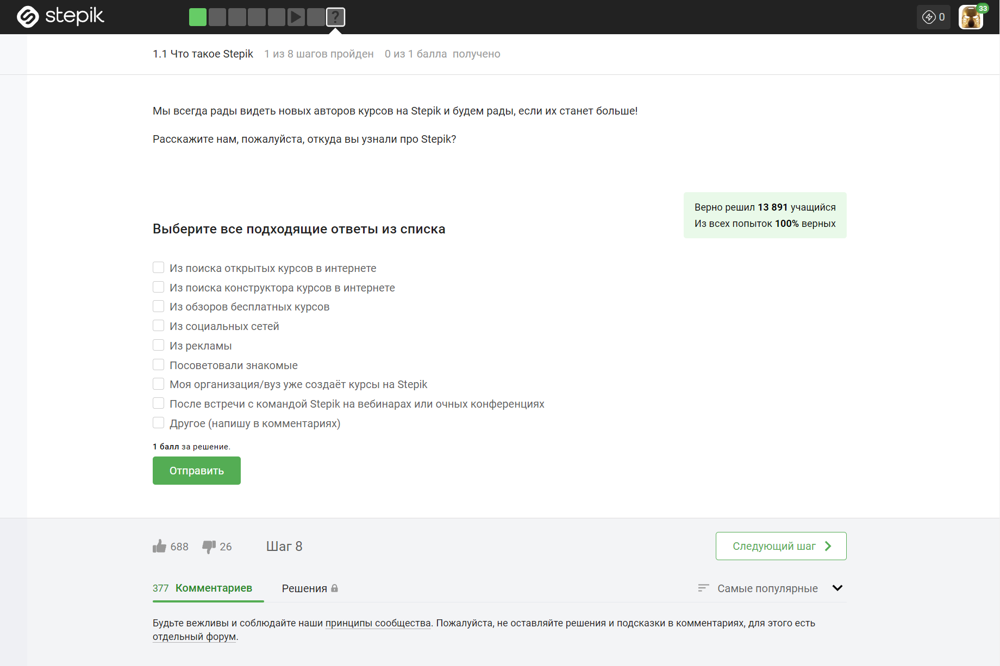 stepik
?
0
33
1.1 Что такое Stepik 1 из 8 шагов пройден 0 из 1 балла получено
Мы всегда рады видеть новых авторов курсов на Stepik и будем рады, если их станет больше!
Расскажите нам, пожалуйста, откуда вы узнали про Stepik?
Верно решил 13 891 учащийся
Из всех попыток 100% верных
Выберите все подходящие ответы из списка
Из поиска открытых курсов в интернете
Из поиска конструктора курсов в интернете
Из обзоров бесплатных курсов
Из социальных сетей
Из рекламы
Посоветовали знакомые
Моя организация/вуз уже создаёт курсы на Stepik
После встречи с командой Stepik на вебинарах или очных конференциях
Другое (напишу в комментариях)
1 балл за решение.
Отправить
688 26 Шаг 8 Следующий шаг
377 Комментариев Решения Самые популярные
Будьте вежливы и соблюдайте наши принципы сообщества. Пожалуйста, не оставляйте решения и подсказки в комментариях, для этого есть
отдельный форум.